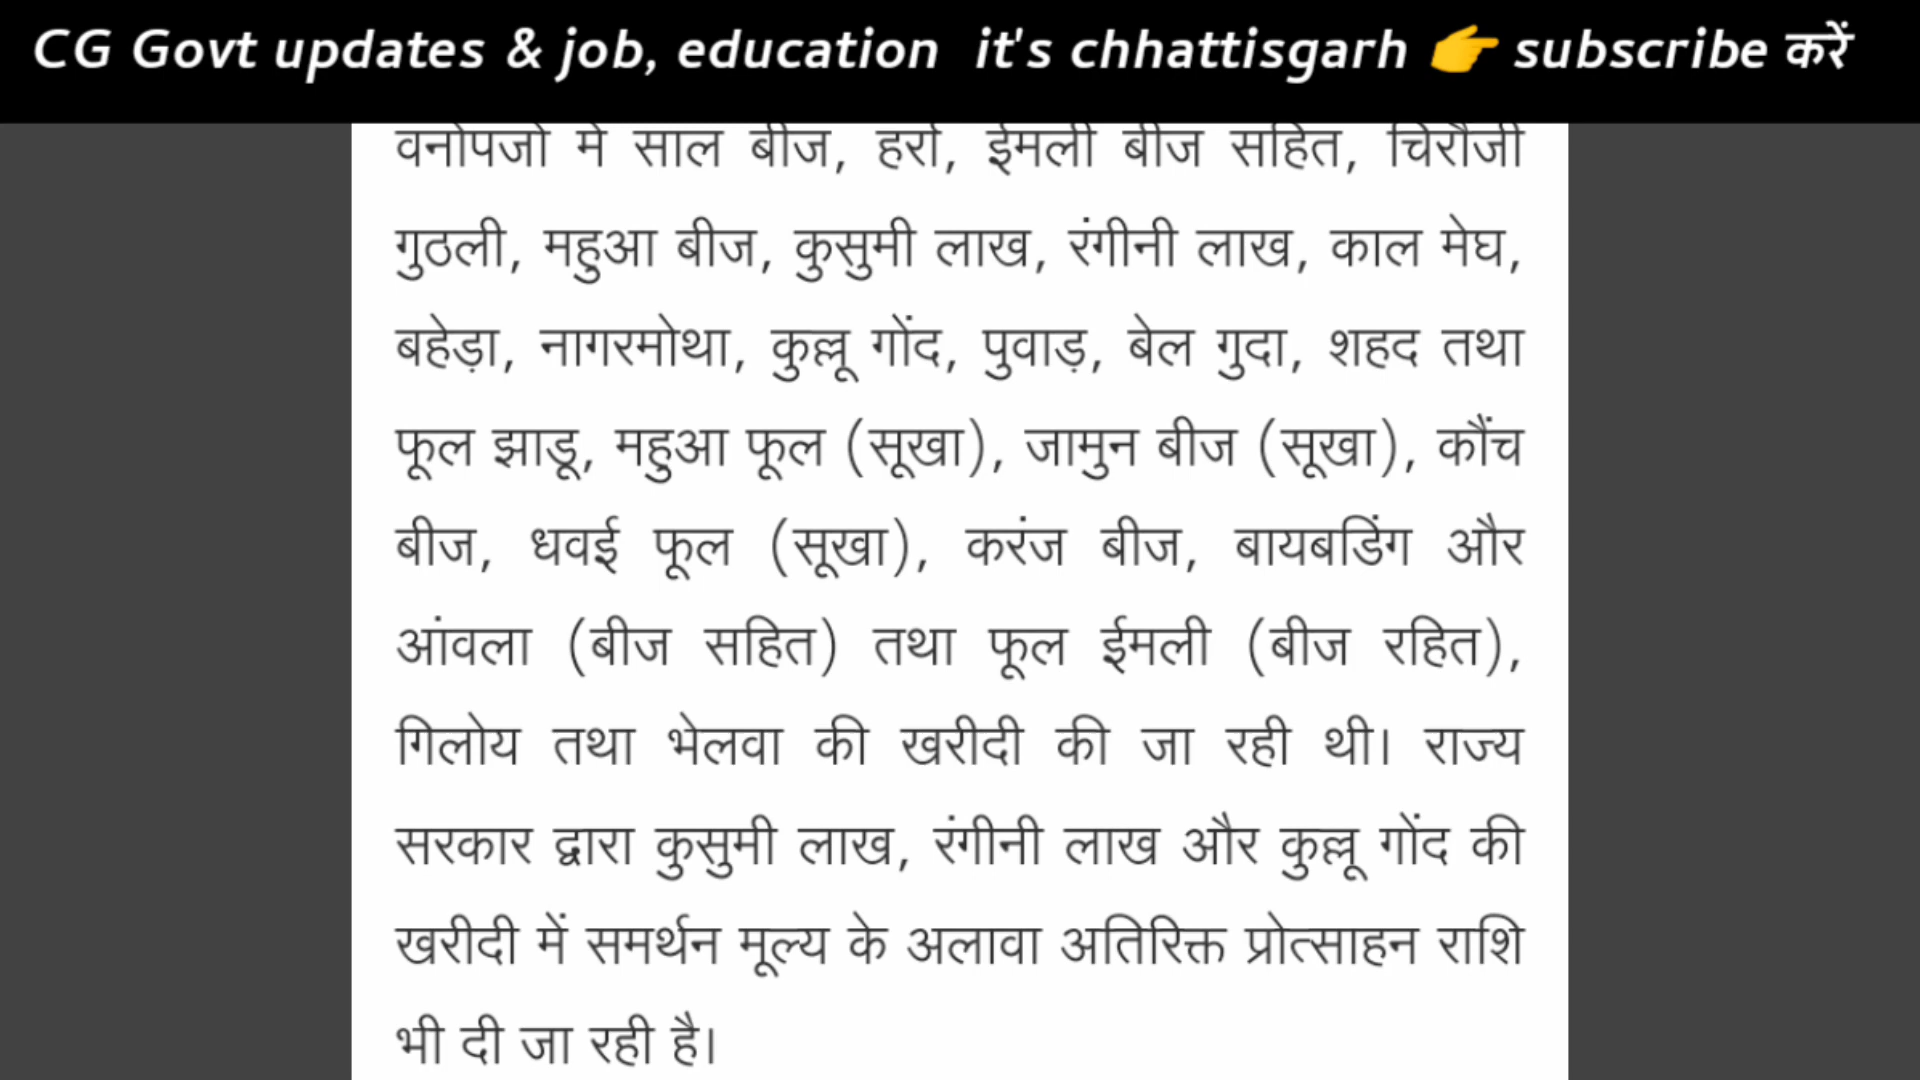 CG Govt updates & job, education it's chhattisgarh 👉 subscribe करें
वनोपजों में साल बीज, हर्रा, ईमली बीज सहित, चिरौंजी
गुठली, महुआ बीज, कुसुमी लाख, रंगीनी लाख, काल मेघ,
बहेड़ा, नागरमोथा, कुल्लू गोंद, पुवाड़, बेल गुदा, शहद तथा
फूल झाडू, महुआ फूल (सूखा), जामुन बीज (सूखा), कौंच
बीज, धवई फूल (सूखा), करंज बीज, बायबडिंग और
आंवला (बीज सहित) तथा फूल ईमली (बीज रहित),
गिलोय तथा भेलवा की खरीदी की जा रही थी। राज्य
सरकार द्वारा कुसुमी लाख, रंगीनी लाख और कुल्लू गोंद की
खरीदी में समर्थन मूल्य के अलावा अतिरिक्त प्रोत्साहन राशि
भी दी जा रही है।